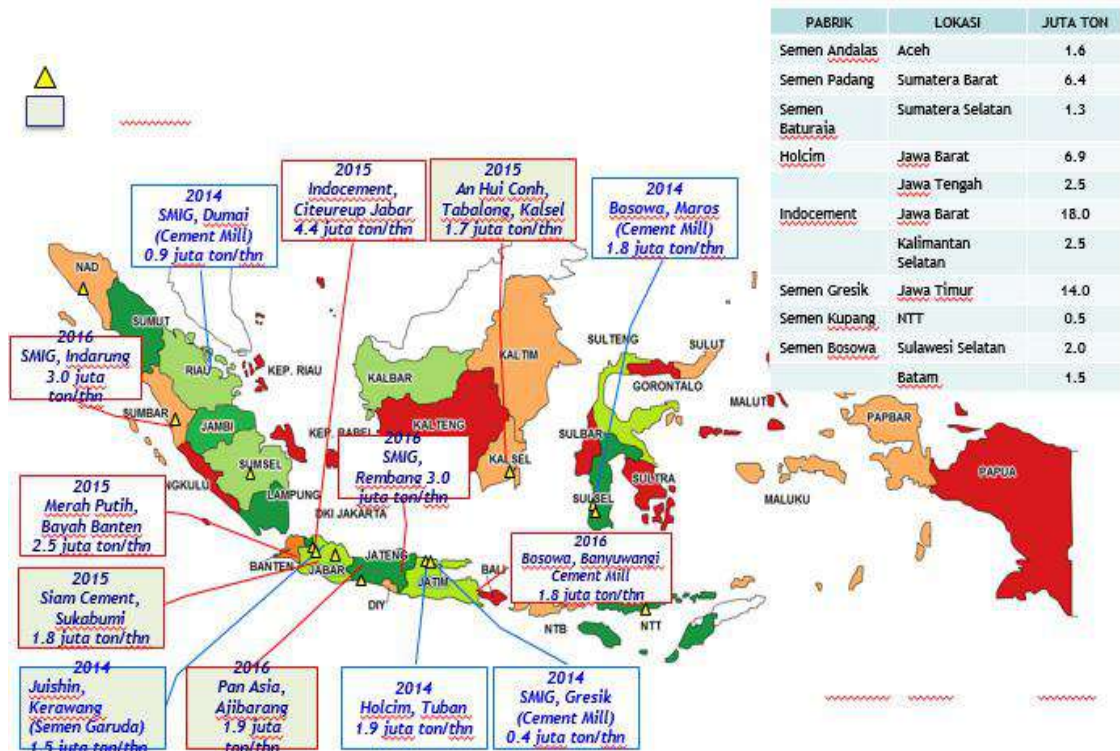 PABRIK LOKASI JUTA TON
Semen Andalas Aceh 1.6
Semen Padang Sumatera Barat 6.4
Semen Sumatera Selatan 1.3
Baturaja
Holcim Jawa Barat 6.9
Jawa Tengah 2.5
Indocement Jawa Barat 18.0
Kalimantan 2.5
Selatan
Semen Gresik Jawa Timur 14.0
Semen Kupang NTT 0.5
Semen Bosowa Sulawesi Selatan 2.0
Batam 1.5
2014
SMIG, Dumai
(Cement Mill)
0.9 juta ton/thn
2015
Indocement,
Citeureup Jabar
4.4 juta ton/thn
2015
An Hui Conh,
Tabalong, Kalsel
1.7 juta ton/thn
2014
Bosowa, Maros
(Cement Mill)
1.8 juta ton/thn
NAD
SUMUT
RIAU
KEP. RIAU
SUMBAR
JAMBI
KEP. BABEL
SUMSEL
NGKULU
LAMPUNG
DKI JAKARTA
BANTEN
JABAR
JATENG
DIY
JATIM
BALI
NTB
NTT
KALBAR
KALTENG
KALTIM
KALSEL
SULTENG
SULUT
GORONTALO
SULBAR
SULTRA
SULSEL
MALUT
MALUKU
PAPBAR
PAPUA
2016
SMIG, Indarung
3.0 juta
ton/thn
2016
SMIG,
Rembang 3.0
juta ton/thn
2015
Merah Putih,
Bayah Banten
2.5 juta ton/thn
2016
Bosowa, Banyuwangi
Cement Mill
1.8 juta ton/thn
2015
Siam Cement,
Sukabumi
1.8 juta ton/thn
2014
Juishin,
Kerawang
(Semen Garuda)
1.5 juta ton/thn
2016
Pan Asia,
Ajibarang
1.9 juta
ton/thn
2014
Holcim, Tuban
1.9 juta ton/thn
2014
SMIG, Gresik
(Cement Mill)
0.4 juta ton/thn